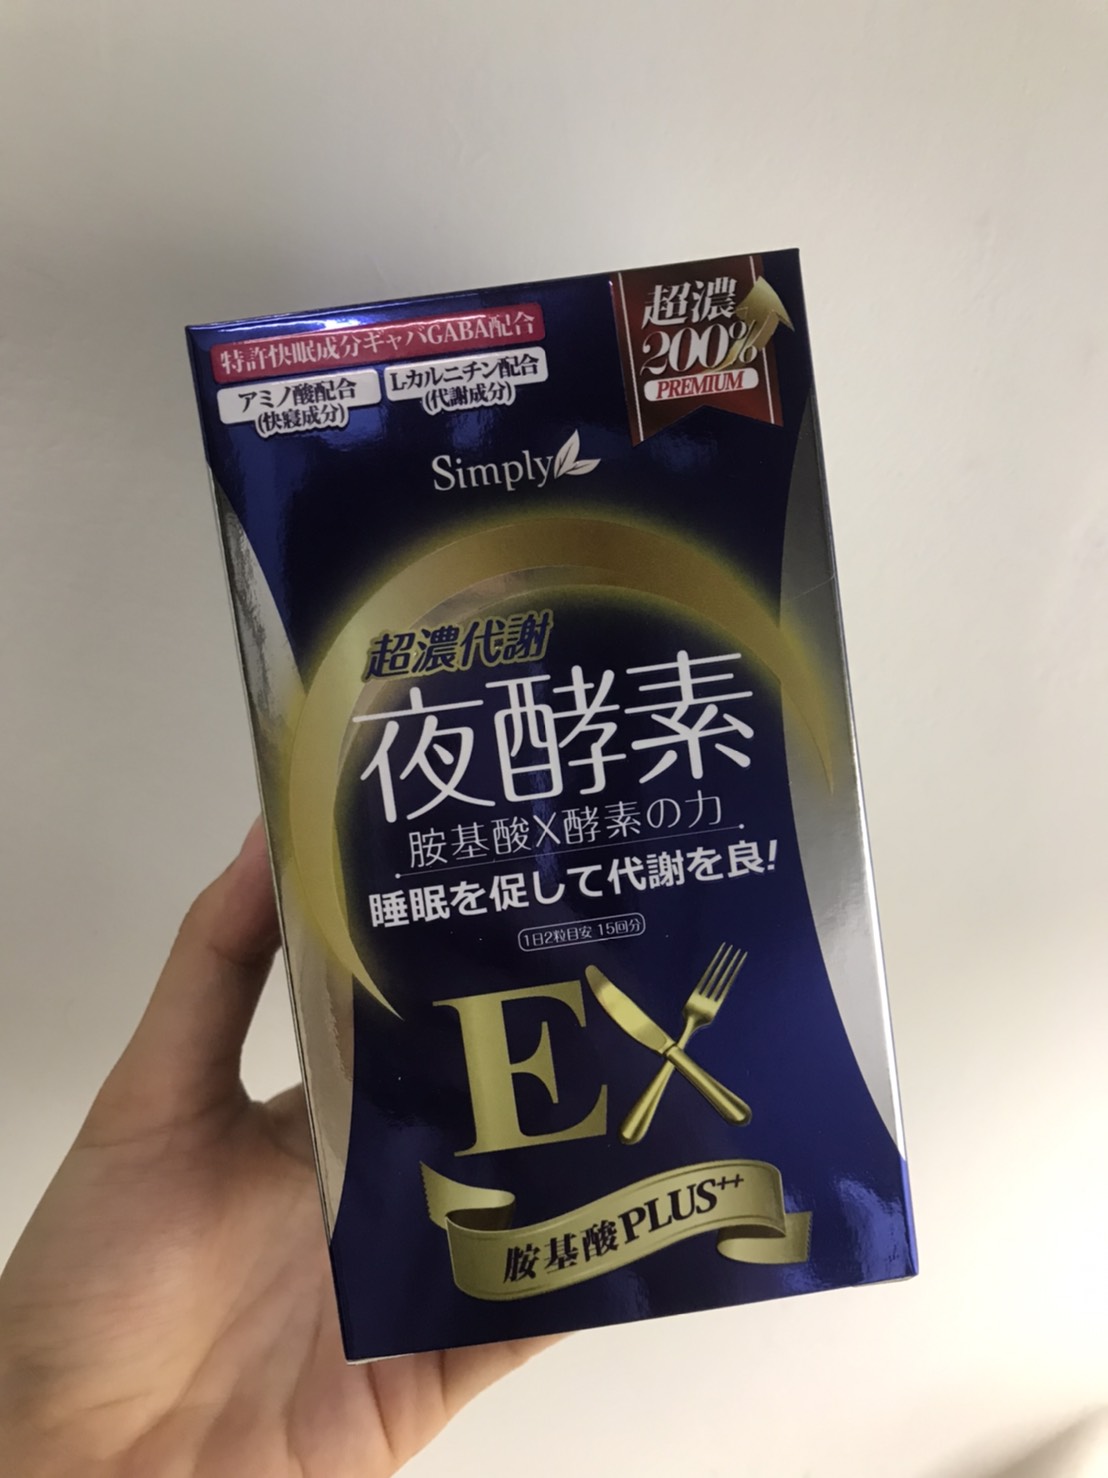 特許快眠成分ギャバGABA配合
アミノ酸配合
(快寝成分)
L-カルニチン配合
(代謝成分)
超濃
200%
PREMIUM
Simply
超濃代謝
夜酵素
胺基酸X酵素の力
睡眠を促して代謝を良!
1日2粒目安 15回分
EX
胺基酸PLUS++